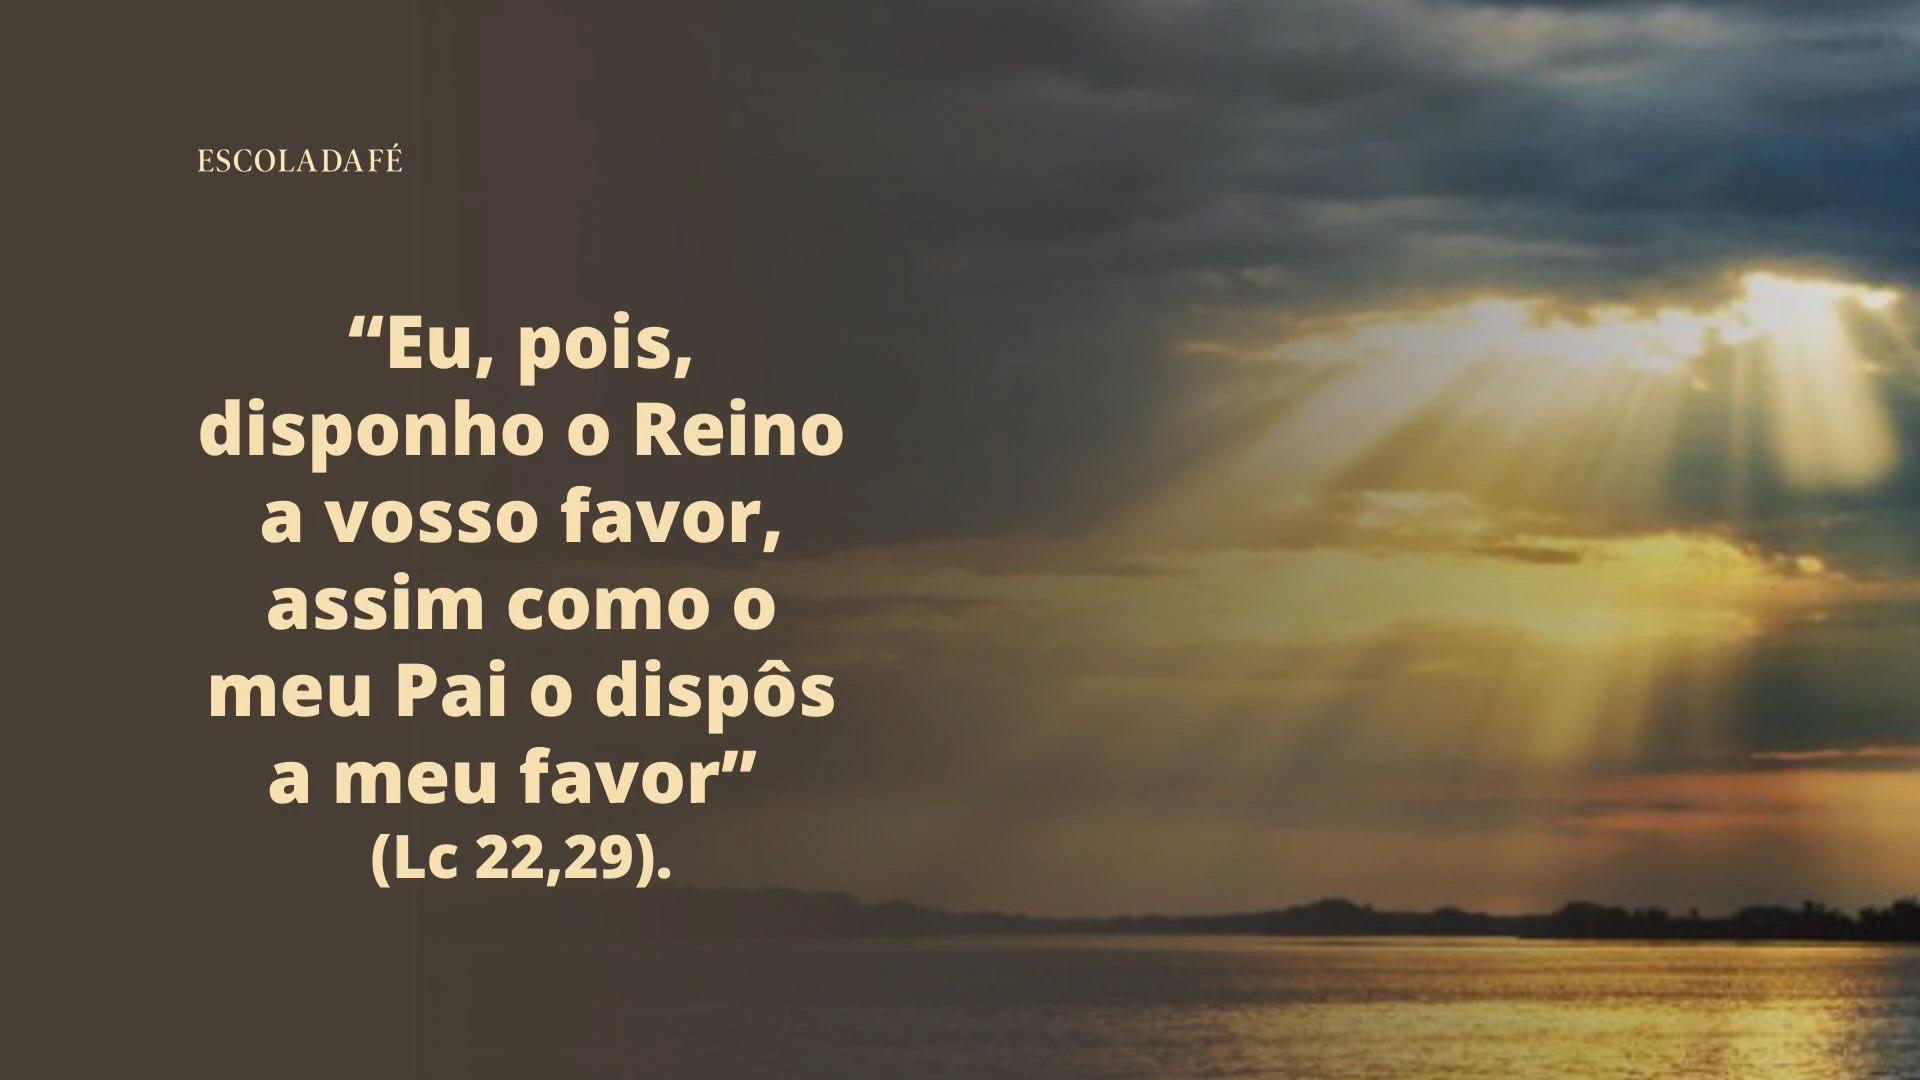 ESCOLADAFÉ
“Eu, pois,
disponho o Reino
a vosso favor,
assim como o
meu Pai o dispôs
a meu favor”
(Lc 22,29).